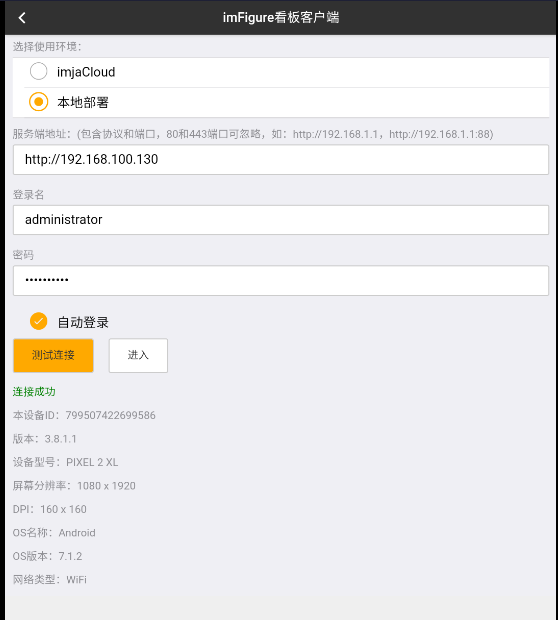 imFigure看板客户端
选择使用环境：
imjaCloud
本地部署
服务端地址：(包含协议和端口，80和443端口可忽略，如：http://192.168.1.1，http://192.168.1.1:88)
http://192.168.100.130
登录名
administrator
密码
••••••••••
自动登录
测试连接 进入
连接成功
本设备ID：799507422699586
版本：3.8.1.1
设备型号：PIXEL 2 XL
屏幕分辨率：1080 x 1920
DPI：160 x 160
OS名称：Android
OS版本：7.1.2
网络类型：WiFi